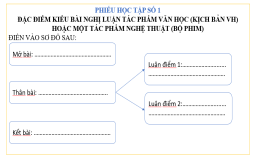 PHIẾU HỌC TẬP SỐ 1
ĐẶC ĐIỂM KIỂU BÀI NGHỊ LUẬN TÁC PHẨM VĂN HỌC (KỊCH BẢN VH)
HOẶC MỘT TÁC PHẨM NGHỆ THUẬT (BỘ PHIM)
ĐIỀN VÀO SƠ ĐỒ SAU:
Mở bài: ........................................
Luận điểm 1:........................
........................................
Thân bài: ........................................
Luận điểm 2: ........................
........................................
Kết bài: ........................................